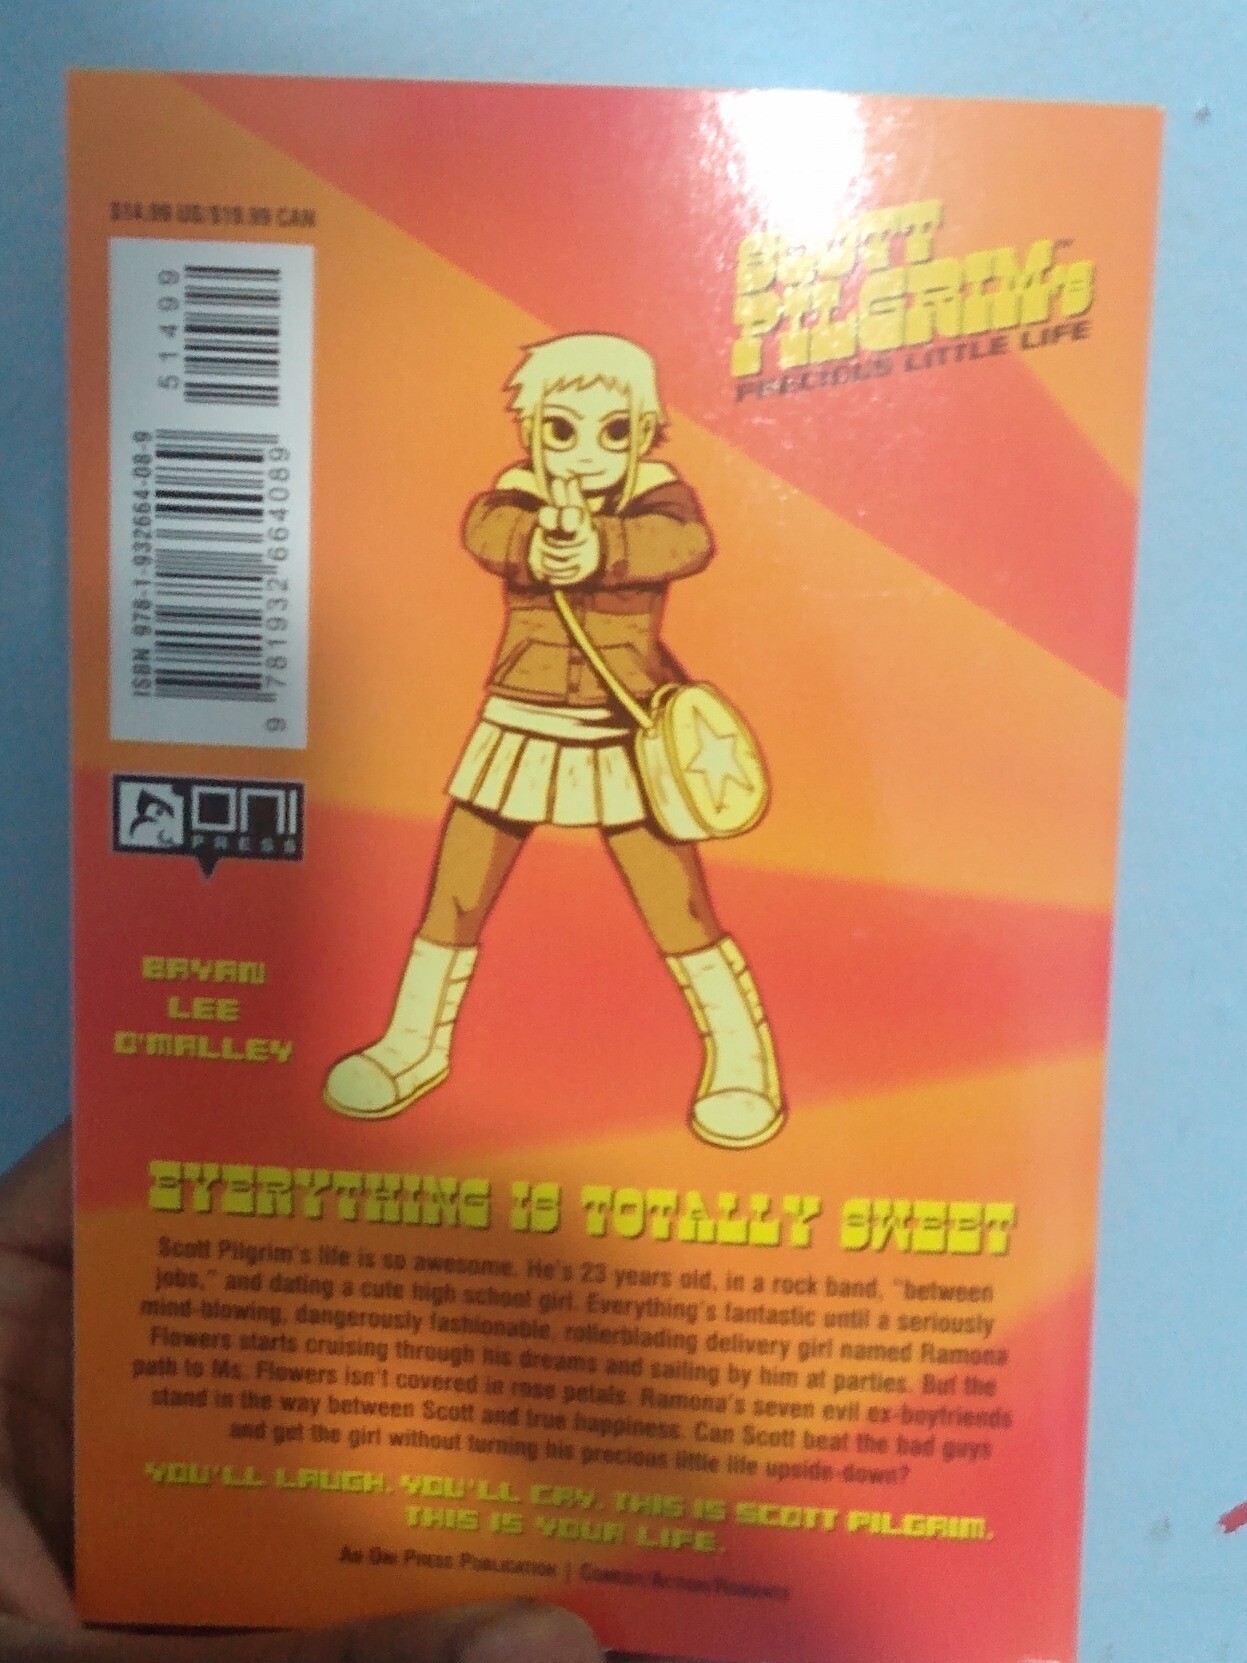 $14.99 US/$19.99 CAN
51499
ISBN 978-1-932664-08-9
9 781932 664089
SCOTT
PILGRIM'S™
PRECIOUS LITTLE LIFE
ONI
PRESS
BRYAN
LEE
O'MALLEY
EVERYTHING IS TOTALLY SWEET
Scott Pilgrim's life is so awesome. He's 23 years old, in a rock band, "between
jobs," and dating a cute high school girl. Everything's fantastic until a seriously
mind-blowing, dangerously fashionable, rollerblading delivery girl named Ramona
Flowers starts cruising through his dreams and sailing by him at parties. But the
path to Ms. Flowers isn't covered in rose petals. Ramona's seven evil ex-boyfriends
stand in the way between Scott and true happiness. Can Scott beat the bad guys
and get the girl without turning his precious little life upside-down?
YOU'LL LAUGH. YOU'LL CRY. THIS IS SCOTT PILGRIM.
THIS IS YOUR LIFE.
An Oni Press Publication | Comedy/Action/Romance